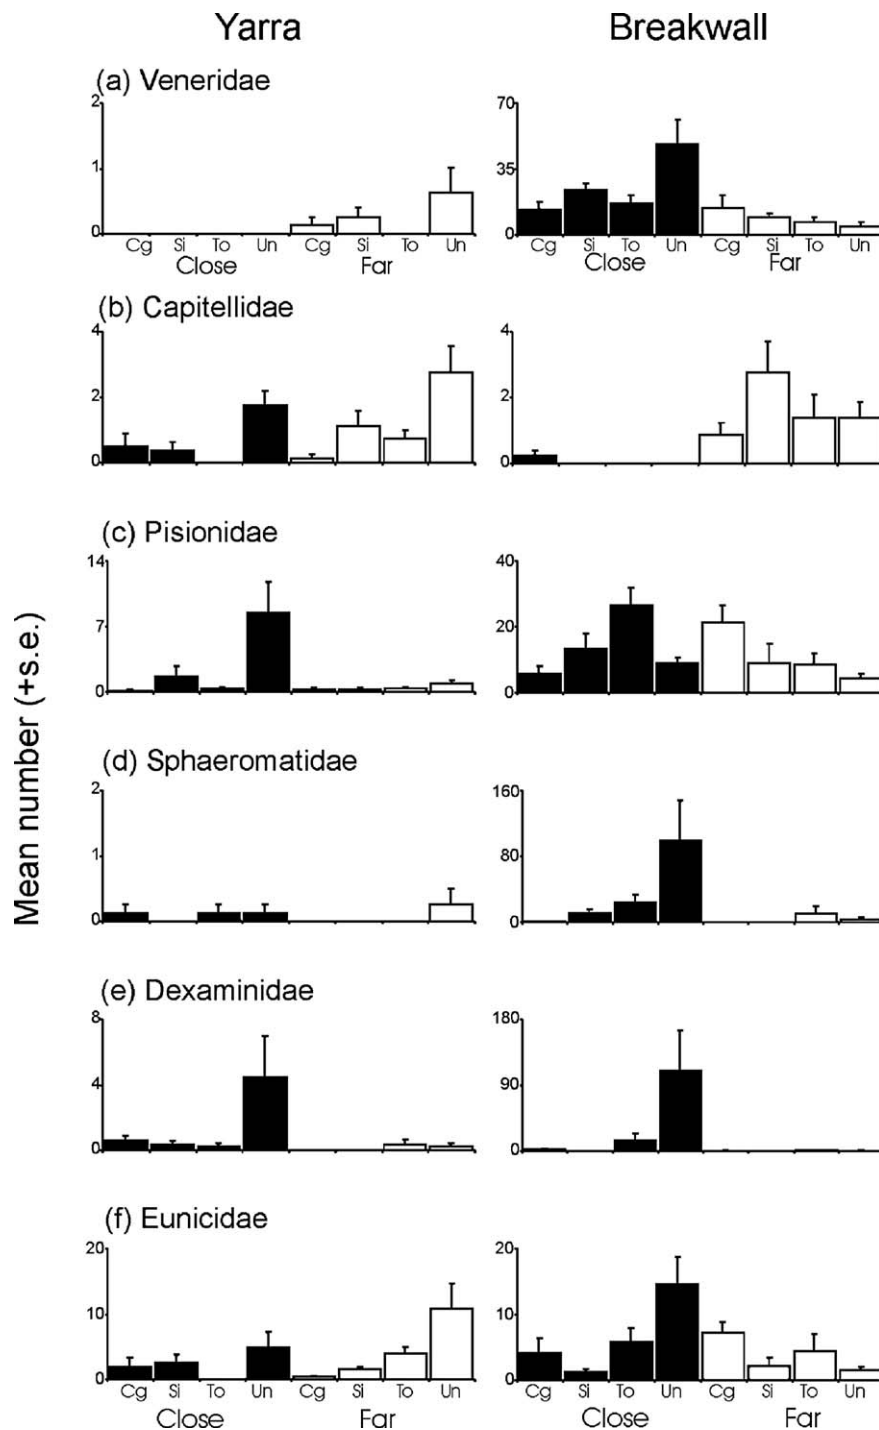 Yarra Breakwall
(a) Veneridae
2 70
1 35
0 0
Cg Si To Un Cg Si To Un Cg Si To Un Cg Si To Un
Close Far Close Far
(b) Capitellidae
4 4
2 2
0 0
(c) Pisionidae
14 40
7 20
0 0
Mean number (+s.e.)
(d) Sphaeromatidae
2 160
1 80
0 0
(e) Dexaminidae
8 180
4 90
0 0
(f) Eunicidae
20 20
10 10
0 0
Cg Si To Un Cg Si To Un Cg Si To Un Cg Si To Un
Close Far Close Far